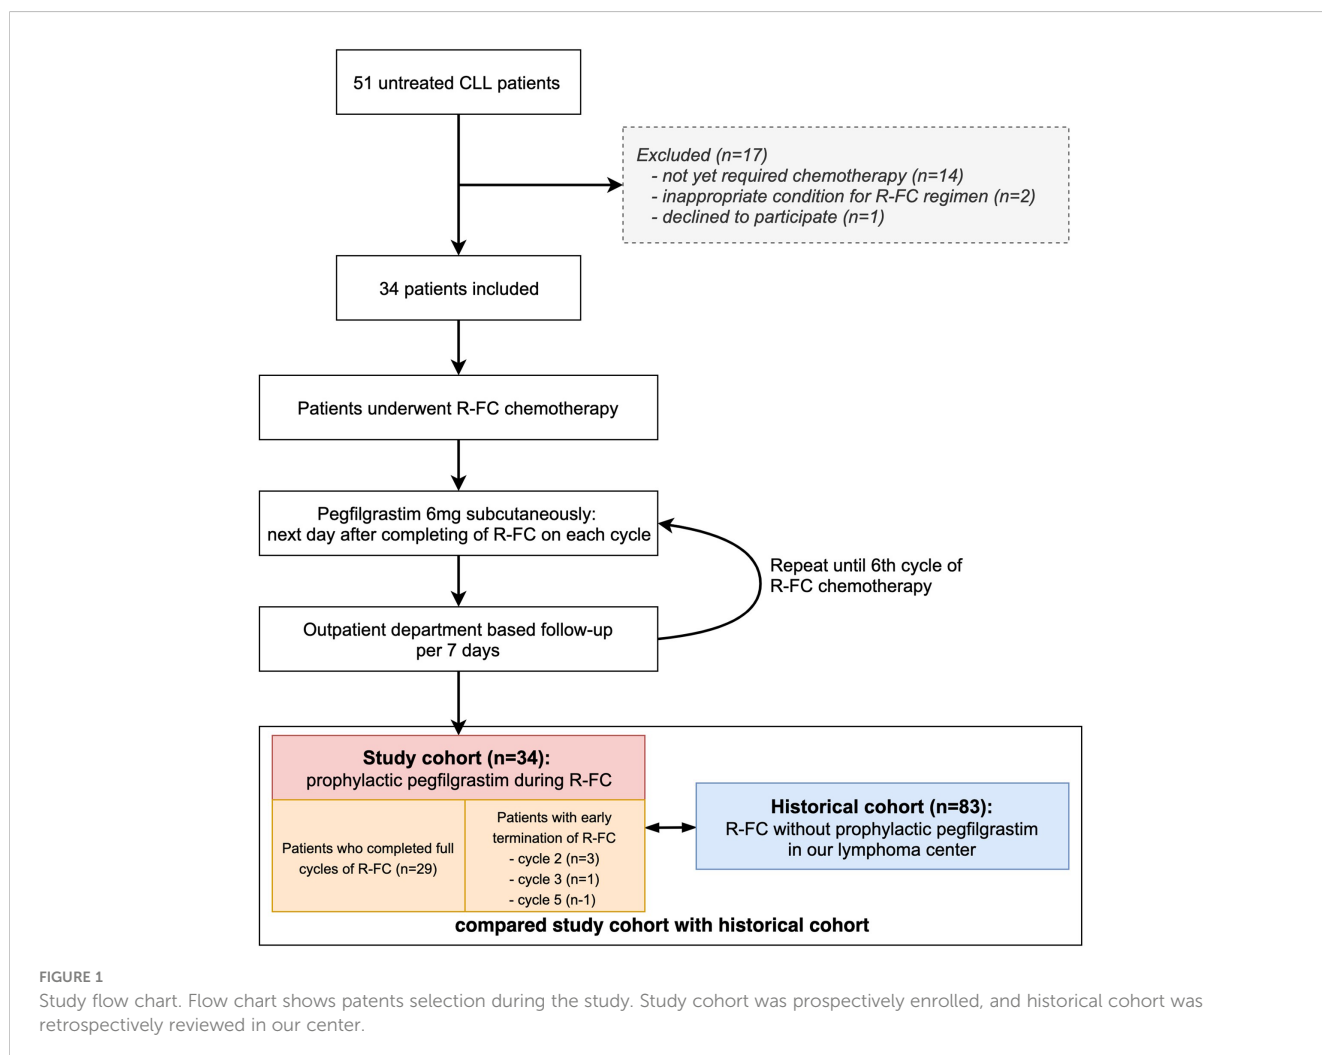 51 untreated CLL patients
Excluded (n=17)
- not yet required chemotherapy (n=14)
- inappropriate condition for R-FC regimen (n=2)
- declined to participate (n=1)
34 patients included
Patients underwent R-FC chemotherapy
Pegfilgrastim 6mg subcutaneously:
next day after completing of R-FC on each cycle
Repeat until 6th cycle of
R-FC chemotherapy
Outpatient department based follow-up
per 7 days
Study cohort (n=34):
prophylactic pegfilgrastim during R-FC
Patients who completed full
cycles of R-FC (n=29)
Patients with early
termination of R-FC
- cycle 2 (n=3)
- cycle 3 (n=1)
- cycle 5 (n-1)
Historical cohort (n=83):
R-FC without prophylactic pegfilgrastim
in our lymphoma center
compared study cohort with historical cohort
FIGURE 1
Study flow chart. Flow chart shows patents selection during the study. Study cohort was prospectively enrolled, and historical cohort was
retrospectively reviewed in our center.